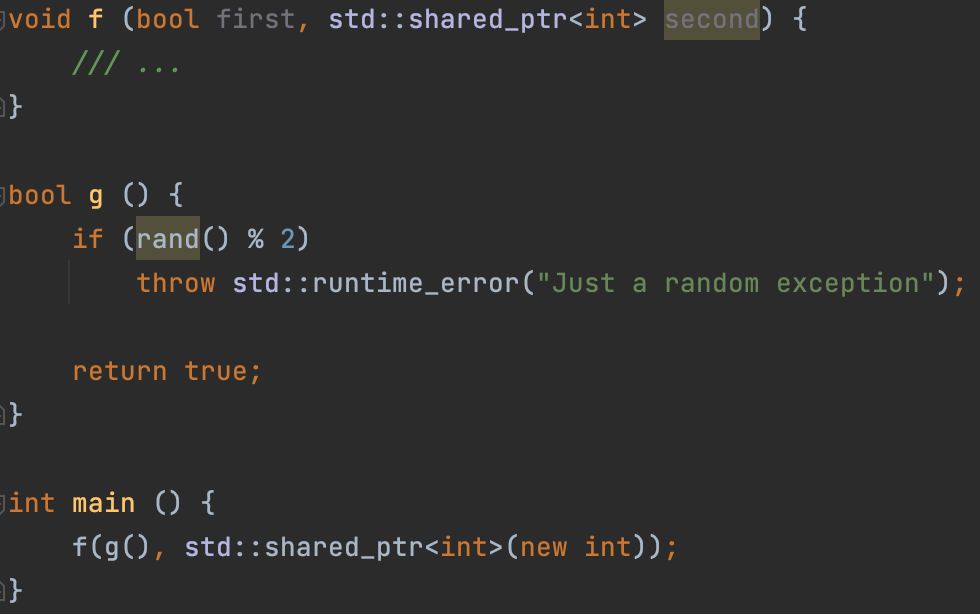 void f (bool first, std::shared_ptr<int> second) {
    /// ...
}

bool g () {
    if (rand() % 2)
        throw std::runtime_error("Just a random exception");

    return true;
}

int main () {
    f(g(), std::shared_ptr<int>(new int));
}